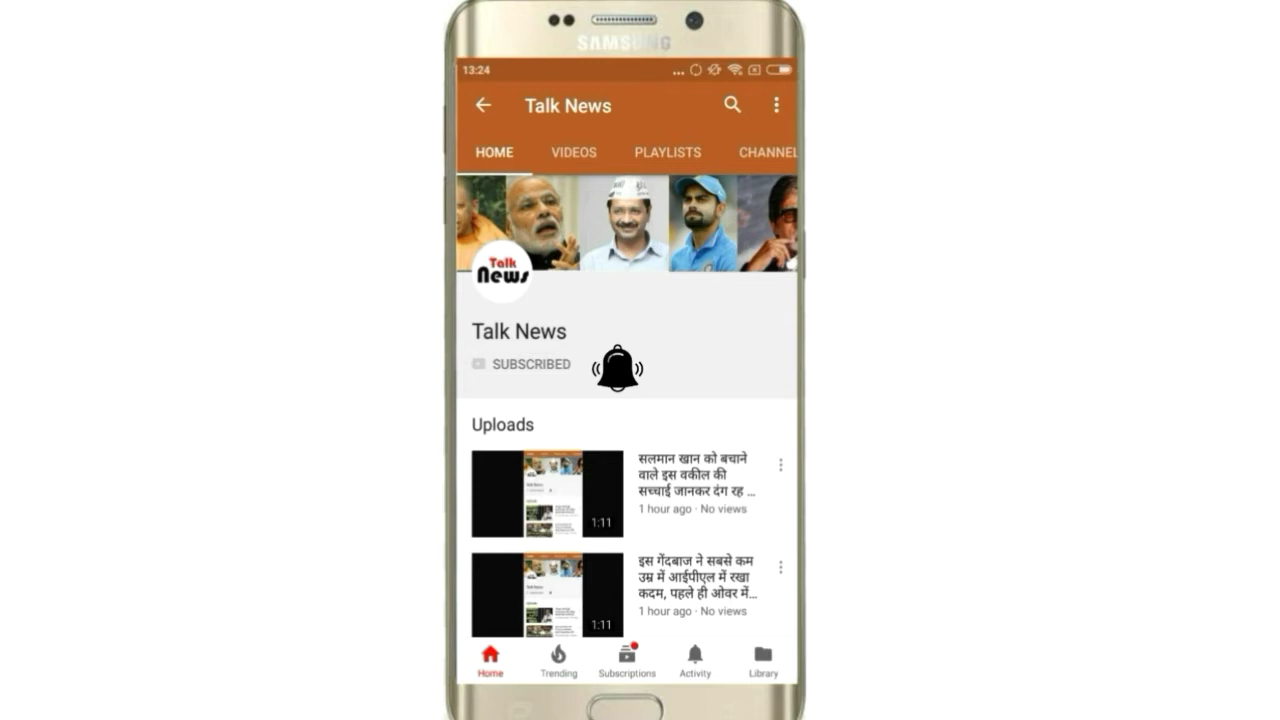 SAMSUNG
13:24
Talk News
HOME VIDEOS PLAYLISTS CHANNEL
Talk
News
Talk News
SUBSCRIBED
Uploads
सलमान खान को बचाने
वाले इस वकील की
सच्चाई जानकर दंग रह ...
1 hour ago · No views
1:11
इस गेंदबाज ने सबसे कम
उम्र में आईपीएल में रखा
कदम, पहले ही ओवर में...
1 hour ago · No views
1:11
Home Trending Subscriptions Activity Library